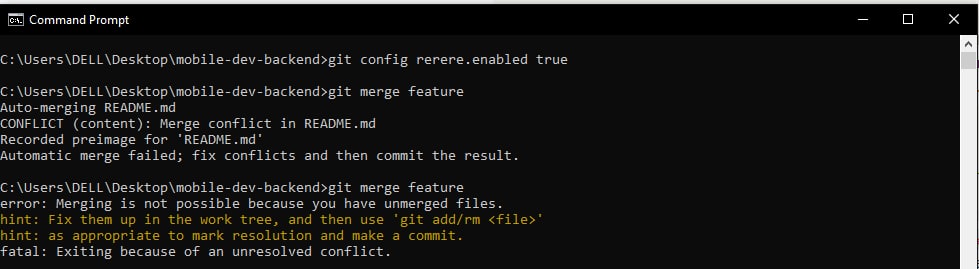 Command Prompt
C:\Users\DELL\Desktop\mobile-dev-backend>git config rerere.enabled true
C:\Users\DELL\Desktop\mobile-dev-backend>git merge feature
Auto-merging README.md
CONFLICT (content): Merge conflict in README.md
Recorded preimage for 'README.md'
Automatic merge failed; fix conflicts and then commit the result.
C:\Users\DELL\Desktop\mobile-dev-backend>git merge feature
error: Merging is not possible because you have unmerged files.
hint: Fix them up in the work tree, and then use 'git add/rm <file>'
hint: as appropriate to mark resolution and make a commit.
fatal: Exiting because of an unresolved conflict.